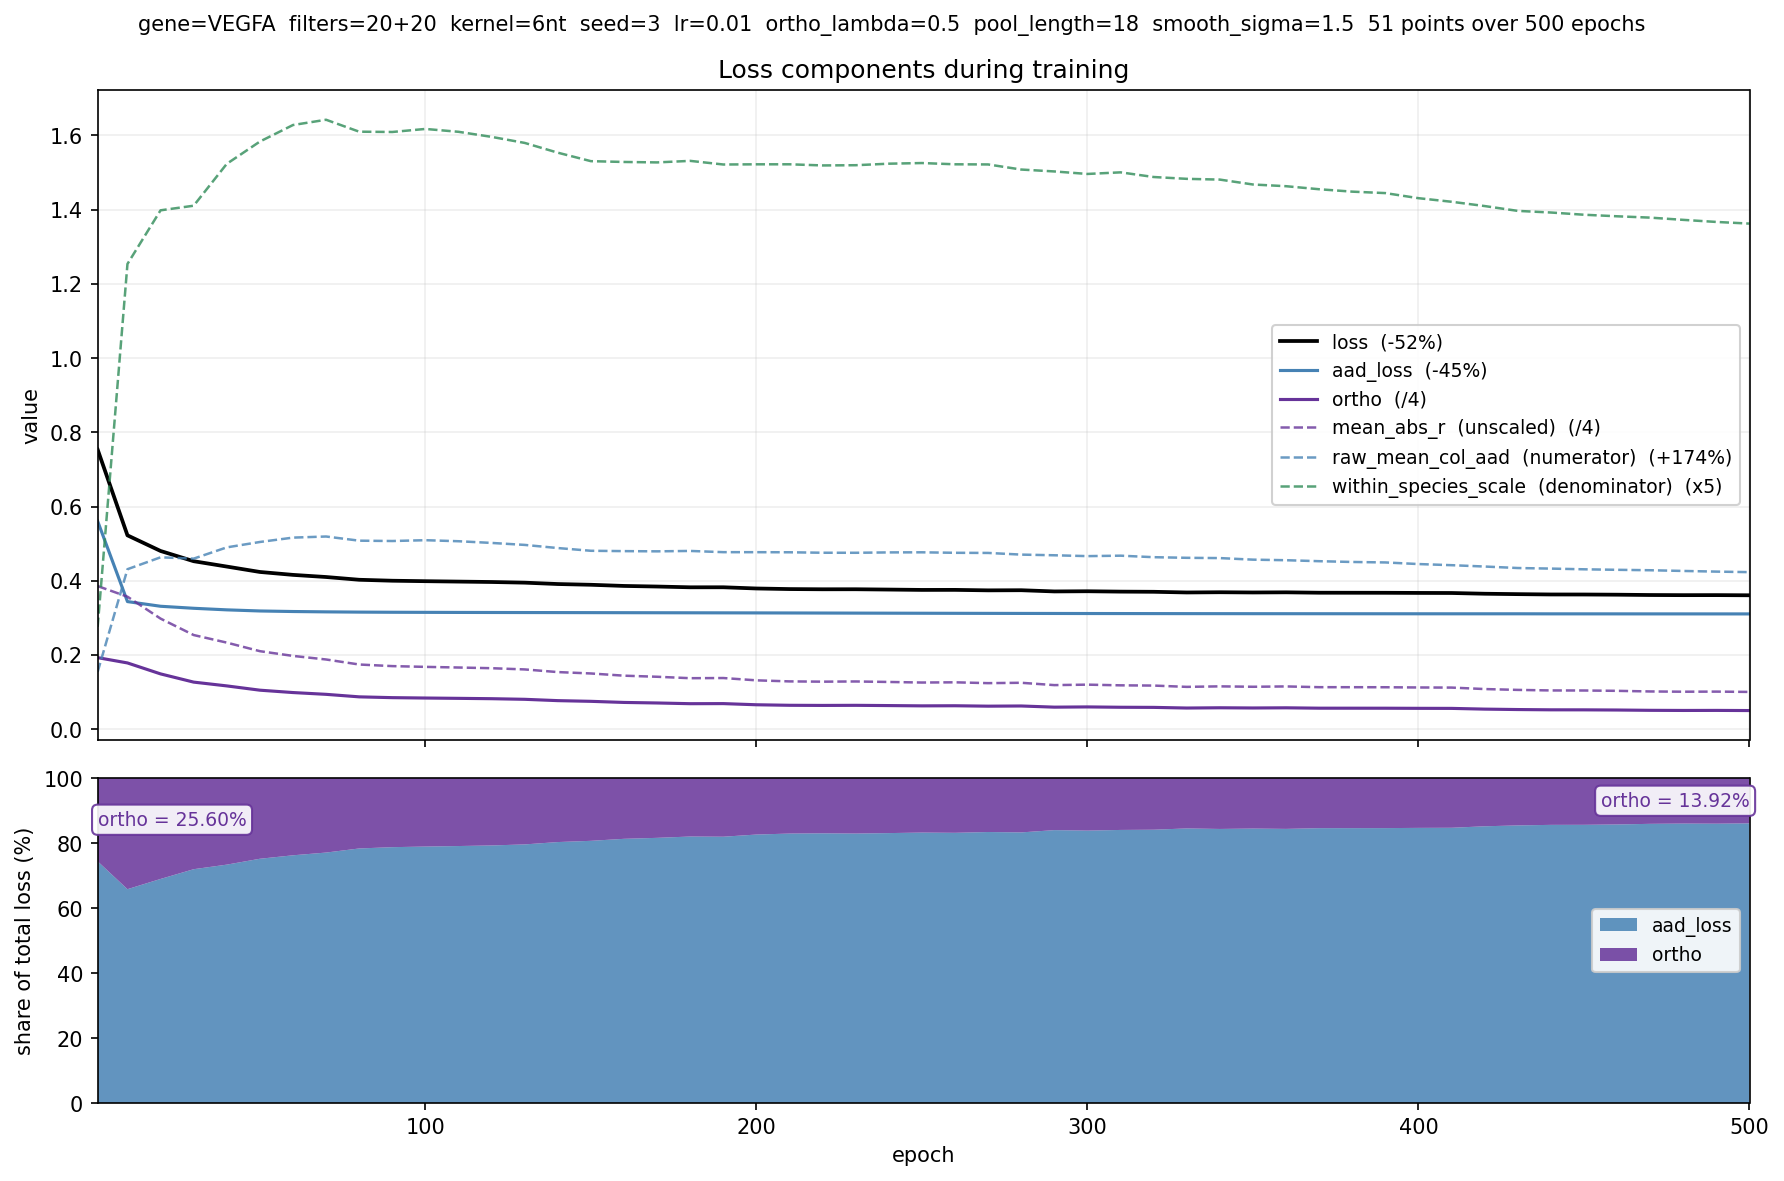 gene=VEGFA  filters=20+20  kernel=6nt  seed=3  lr=0.01  ortho_lambda=0.5  pool_length=18  smooth_sigma=1.5  51 points over 500 epochs
Loss components during training
value
1.6
1.4
1.2
1.0
0.8
0.6
0.4
0.2
0.0
loss  (-52%)
aad_loss  (-45%)
ortho  (/4)
mean_abs_r  (unscaled)  (/4)
raw_mean_col_aad  (numerator)  (+174%)
within_species_scale  (denominator)  (x5)
share of total loss (%)
100
80
60
40
20
0
ortho = 25.60%
ortho = 13.92%
aad_loss
ortho
100
200
300
400
500
epoch